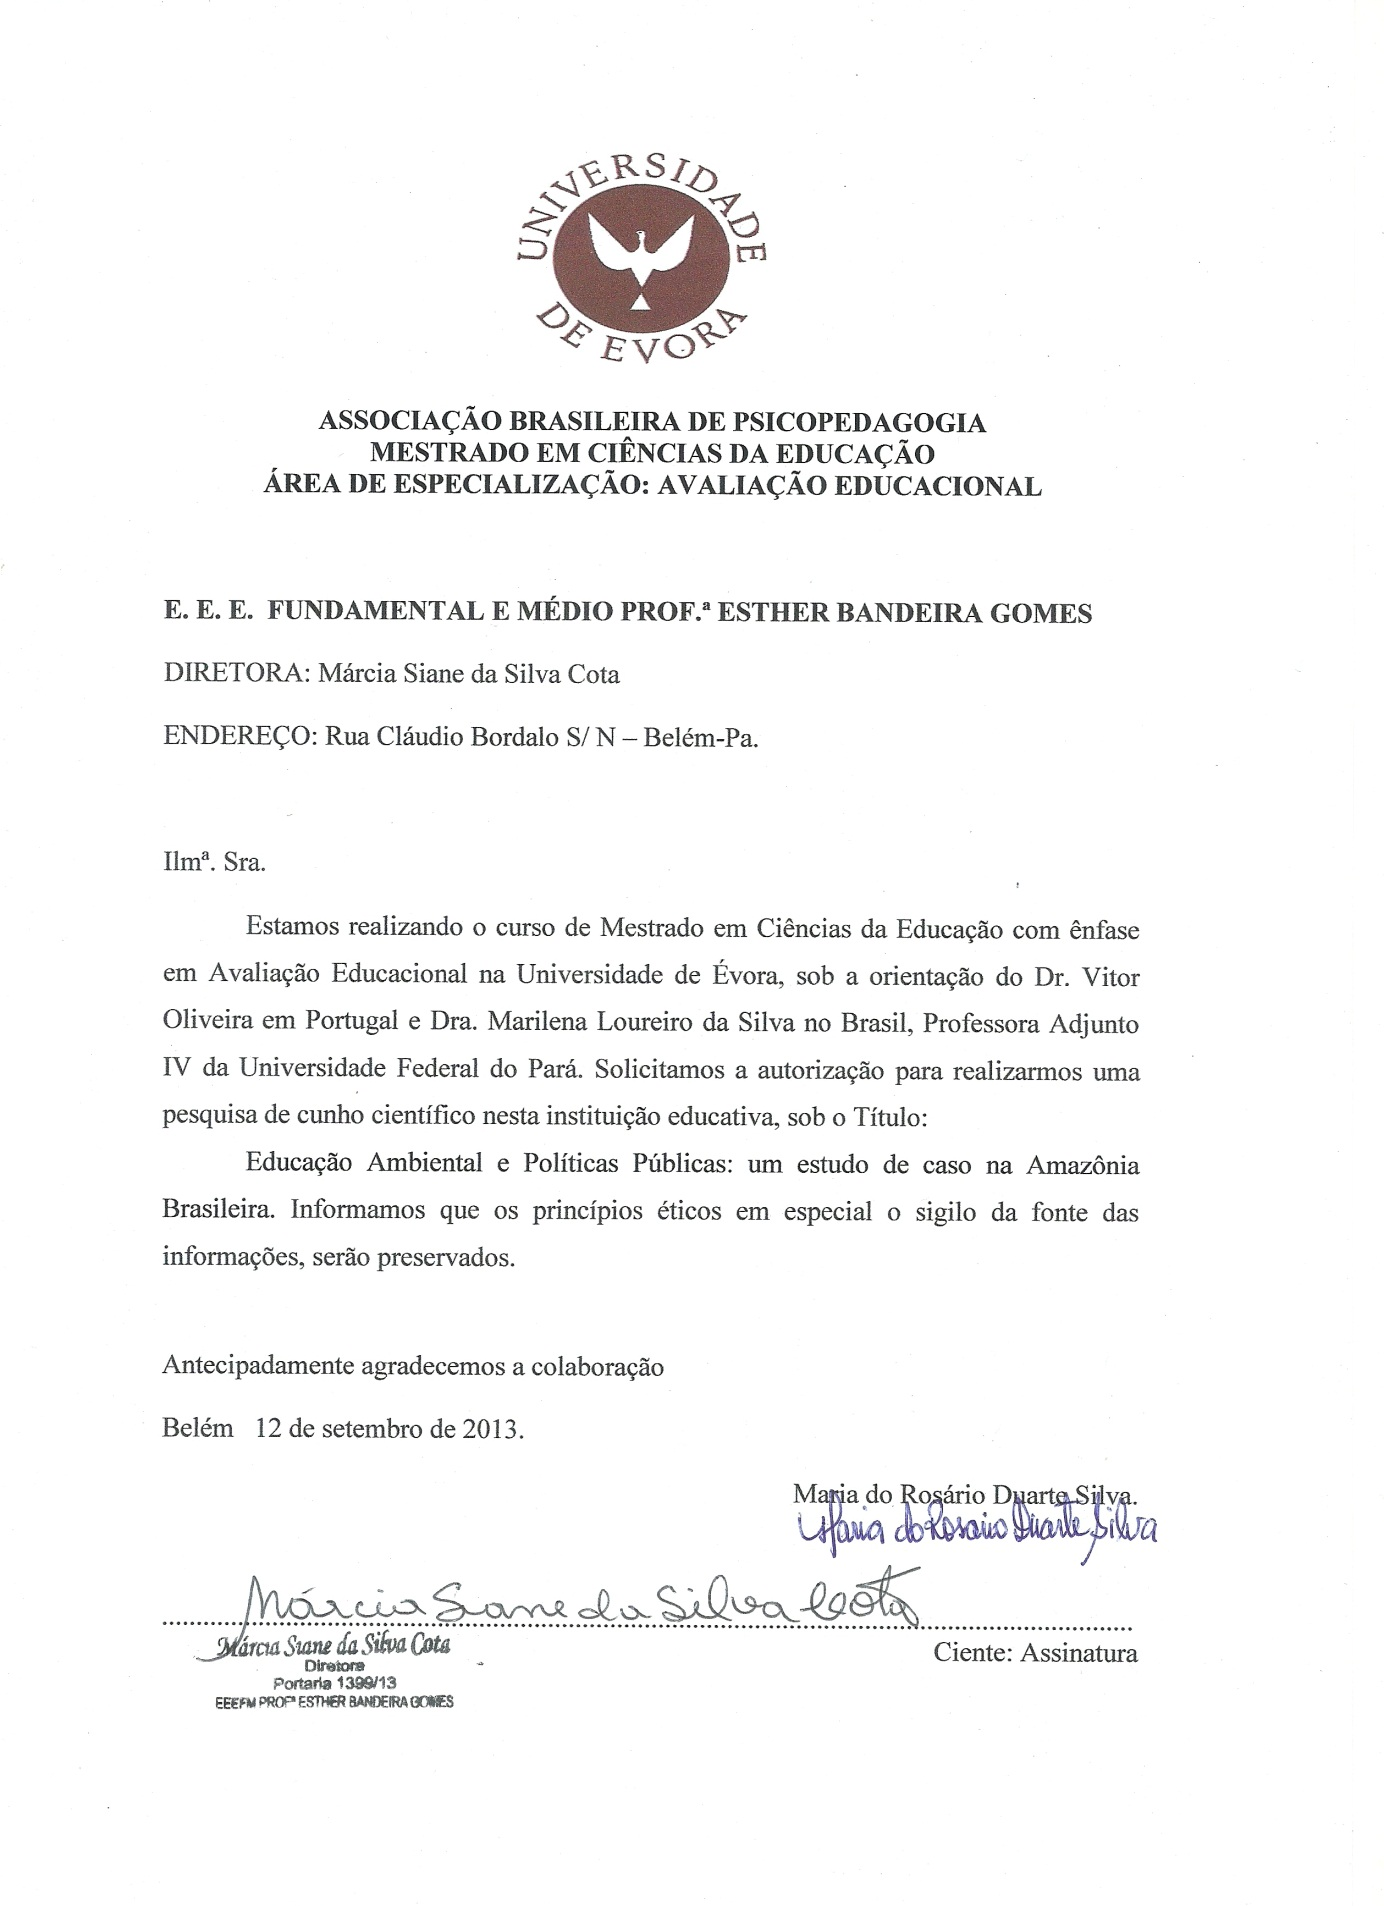 UNIVERSIDADE
DE EVORA
ASSOCIAÇÃO BRASILEIRA DE PSICOPEDAGOGIA
MESTRADO EM CIÊNCIAS DA EDUCAÇÃO
ÁREA DE ESPECIALIZAÇÃO: AVALIAÇÃO EDUCACIONAL
E. E. E. FUNDAMENTAL E MÉDIO PROF.ª ESTHER BANDEIRA GOMES
DIRETORA: Márcia Siane da Silva Cota
ENDEREÇO: Rua Cláudio Bordalo S/ N – Belém-Pa.
Ilmª. Sra.
Estamos realizando o curso de Mestrado em Ciências da Educação com ênfase
em Avaliação Educacional na Universidade de Évora, sob a orientação do Dr. Vitor
Oliveira em Portugal e Dra. Marilena Loureiro da Silva no Brasil, Professora Adjunto
IV da Universidade Federal do Pará. Solicitamos a autorização para realizarmos uma
pesquisa de cunho científico nesta instituição educativa, sob o Título:
Educação Ambiental e Políticas Públicas: um estudo de caso na Amazônia
Brasileira. Informamos que os princípios éticos em especial o sigilo da fonte das
informações, serão preservados.
Antecipadamente agradecemos a colaboração
Belém 12 de setembro de 2013.
Maria do Rosário Duarte Silva.
Maria do Rosario Duarte Silva
Márcia Siane da Silva Cota
Ciente: Assinatura
Márcia Siane da Silva Cota
Diretora
Portaria 1399/13
EEEFM PROFª ESTHER BANDEIRA GOMES